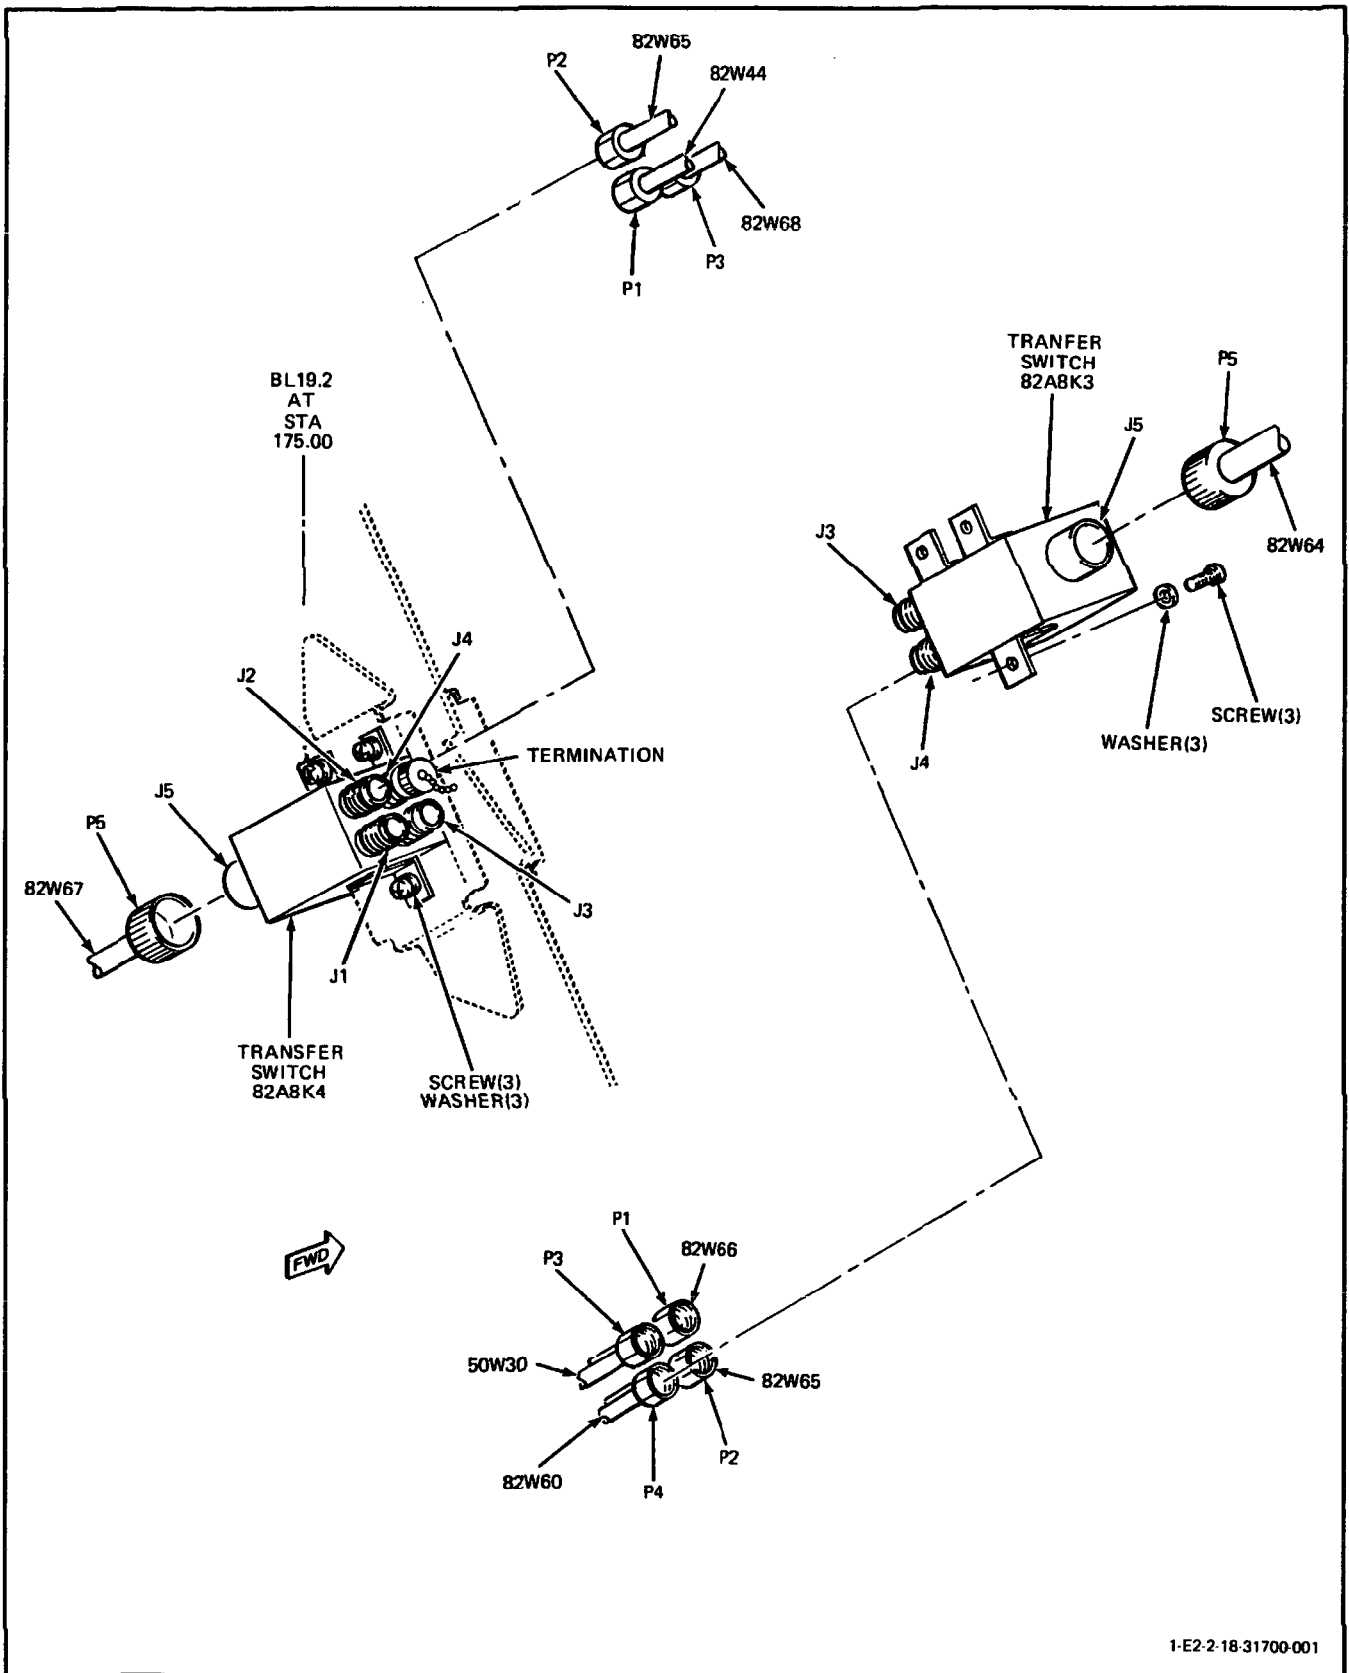 82W65
P2
82W44
82W68
P3
P1
TRANFER
SWITCH
82A8K3
P5
J5
BL19.2
AT
STA
175.00
J3
82W64
J4
J2
SCREW(3)
WASHER(3)
J4
TERMINATION
J5
P5
82W67
J3
J1
TRANSFER
SWITCH
82A8K4
SCREW(3)
WASHER(3)
FWD
P1
82W66
P3
50W30
82W65
P2
82W60
P4
1-E2-2-18-31700-001